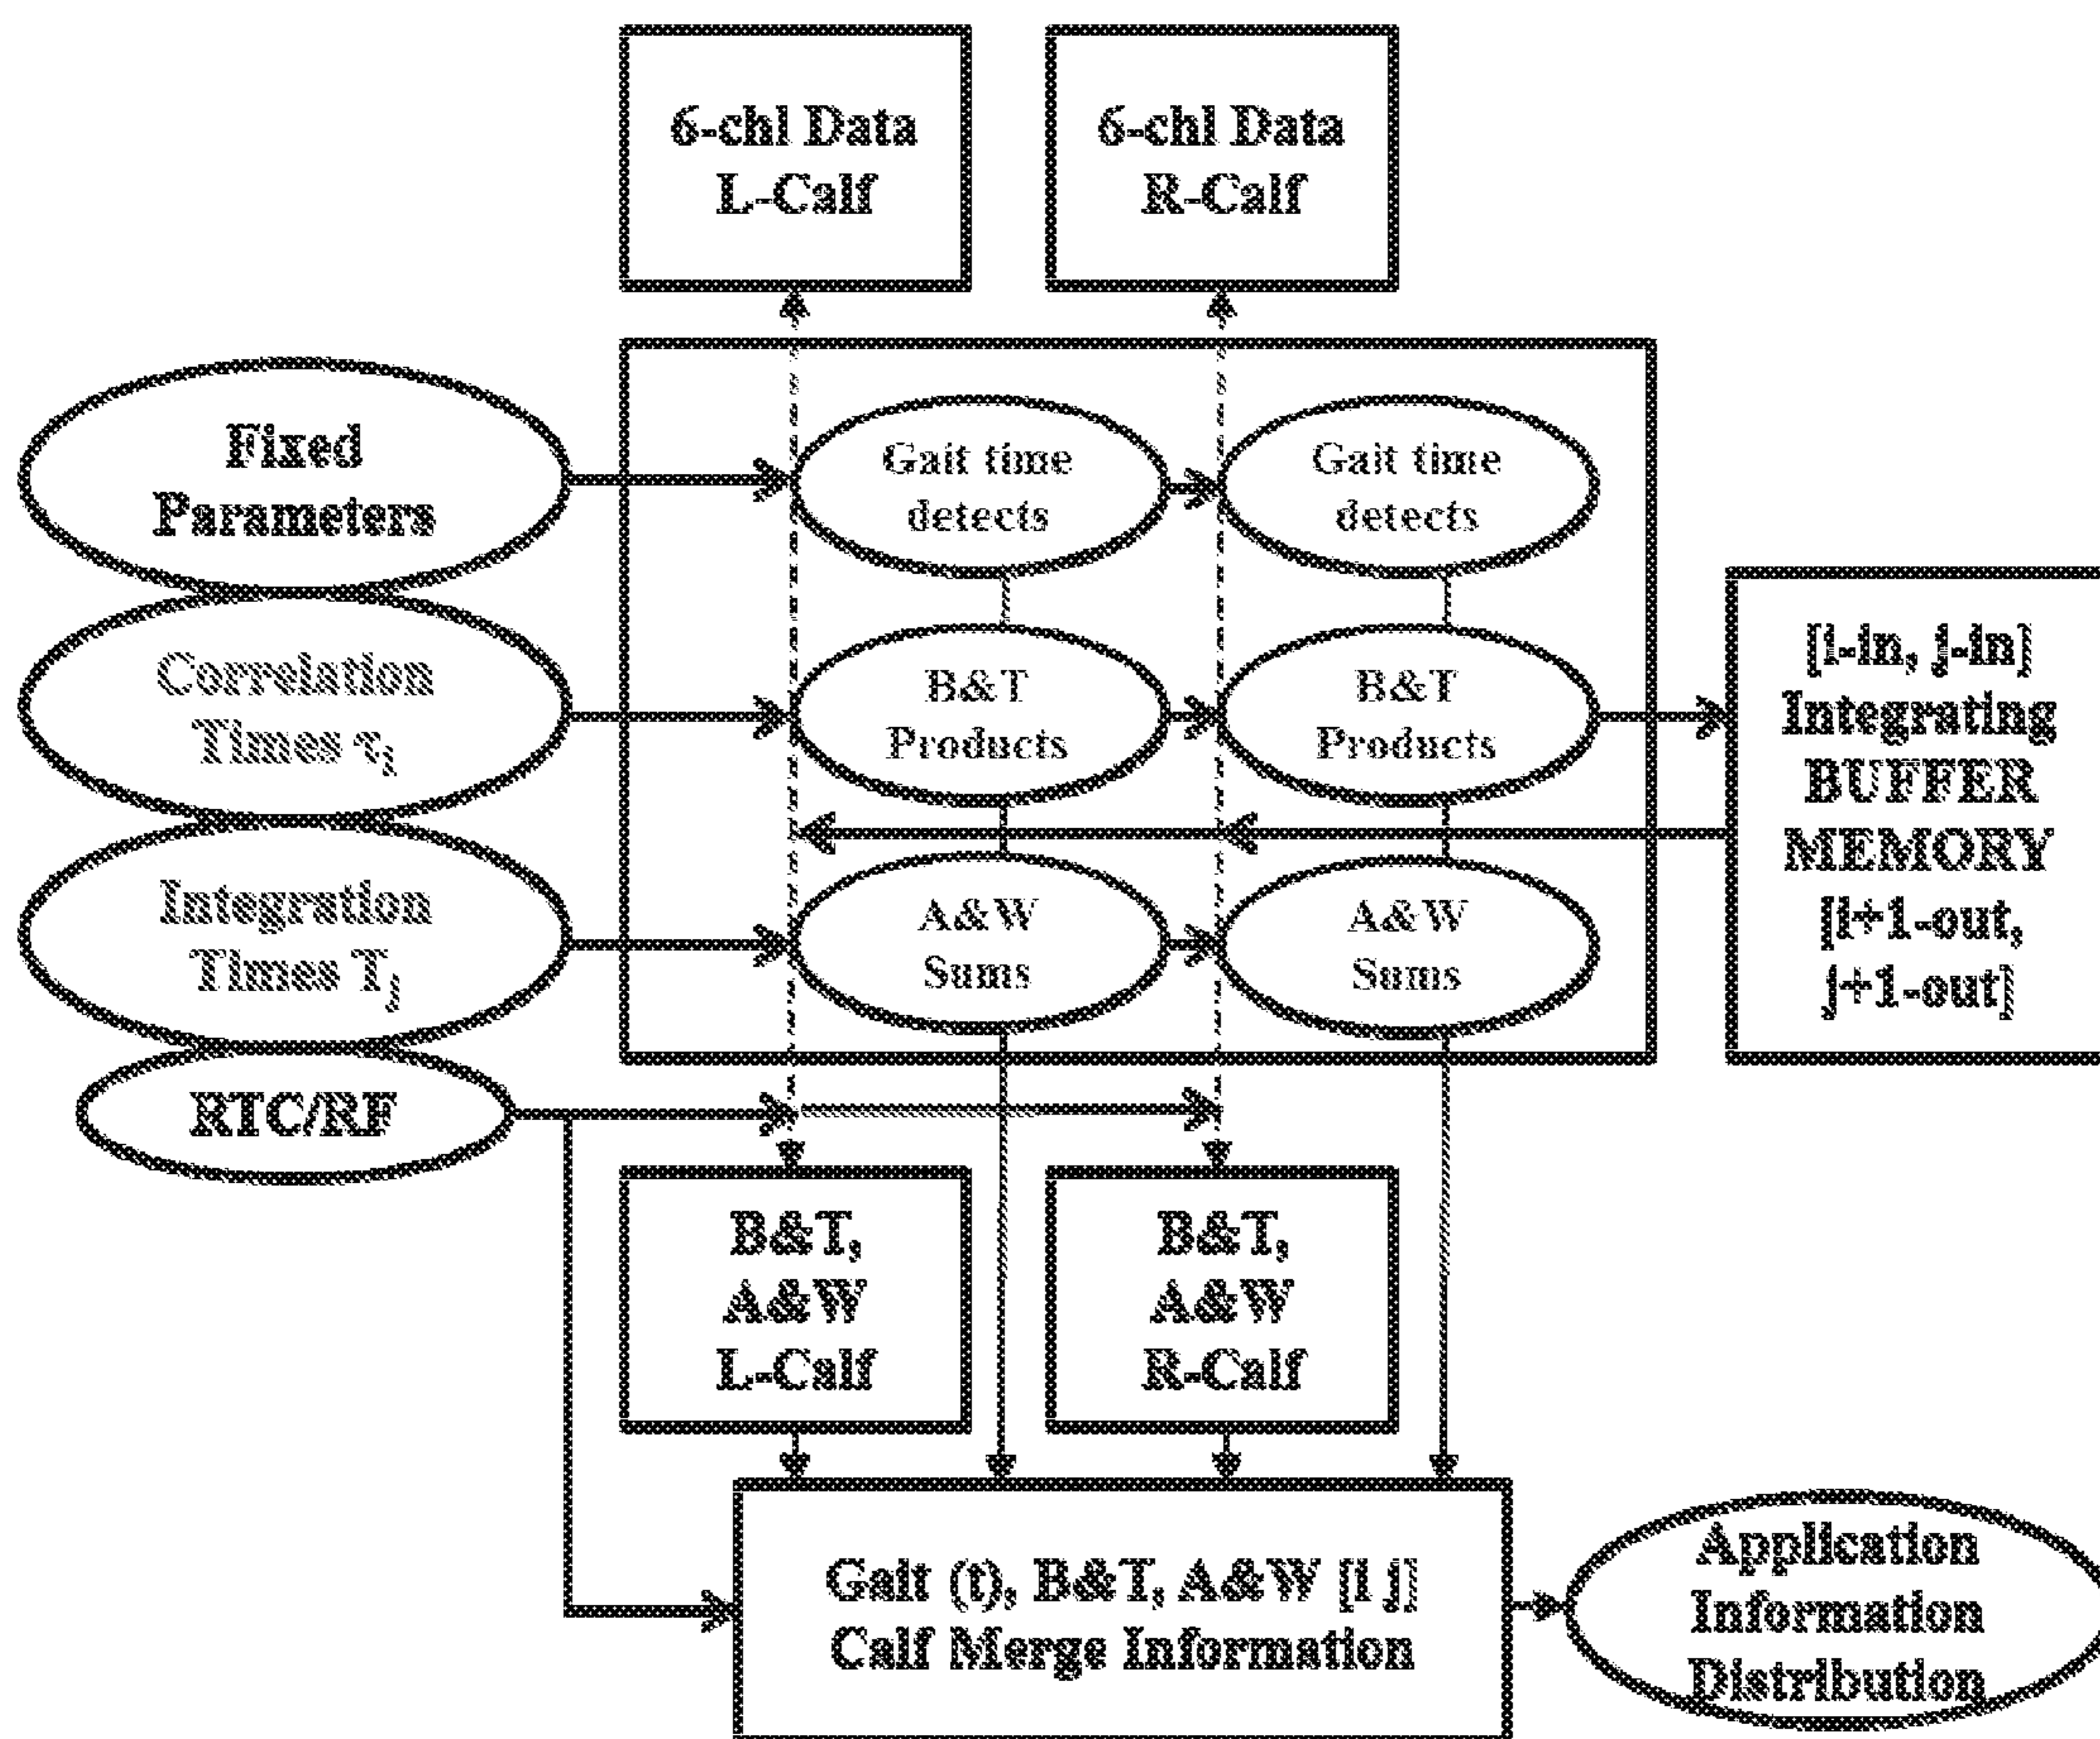 6-chl Data
L-Calf
6-chl Data
R-Calf
Fixed
Parameters
Gait time
detects
Gait time
detects
Correlation
Times τi
B&T
Products
B&T
Products
[i-in, j-in]
Integrating
BUFFER
MEMORY
[i+1-out,
j+1-out]
Integration
Times Tj
A&W
Sums
A&W
Sums
RTC/RF
B&T,
A&W
L-Calf
B&T,
A&W
R-Calf
Gait (t), B&T, A&W [i j]
Calf Merge Information
Application
Information
Distribution